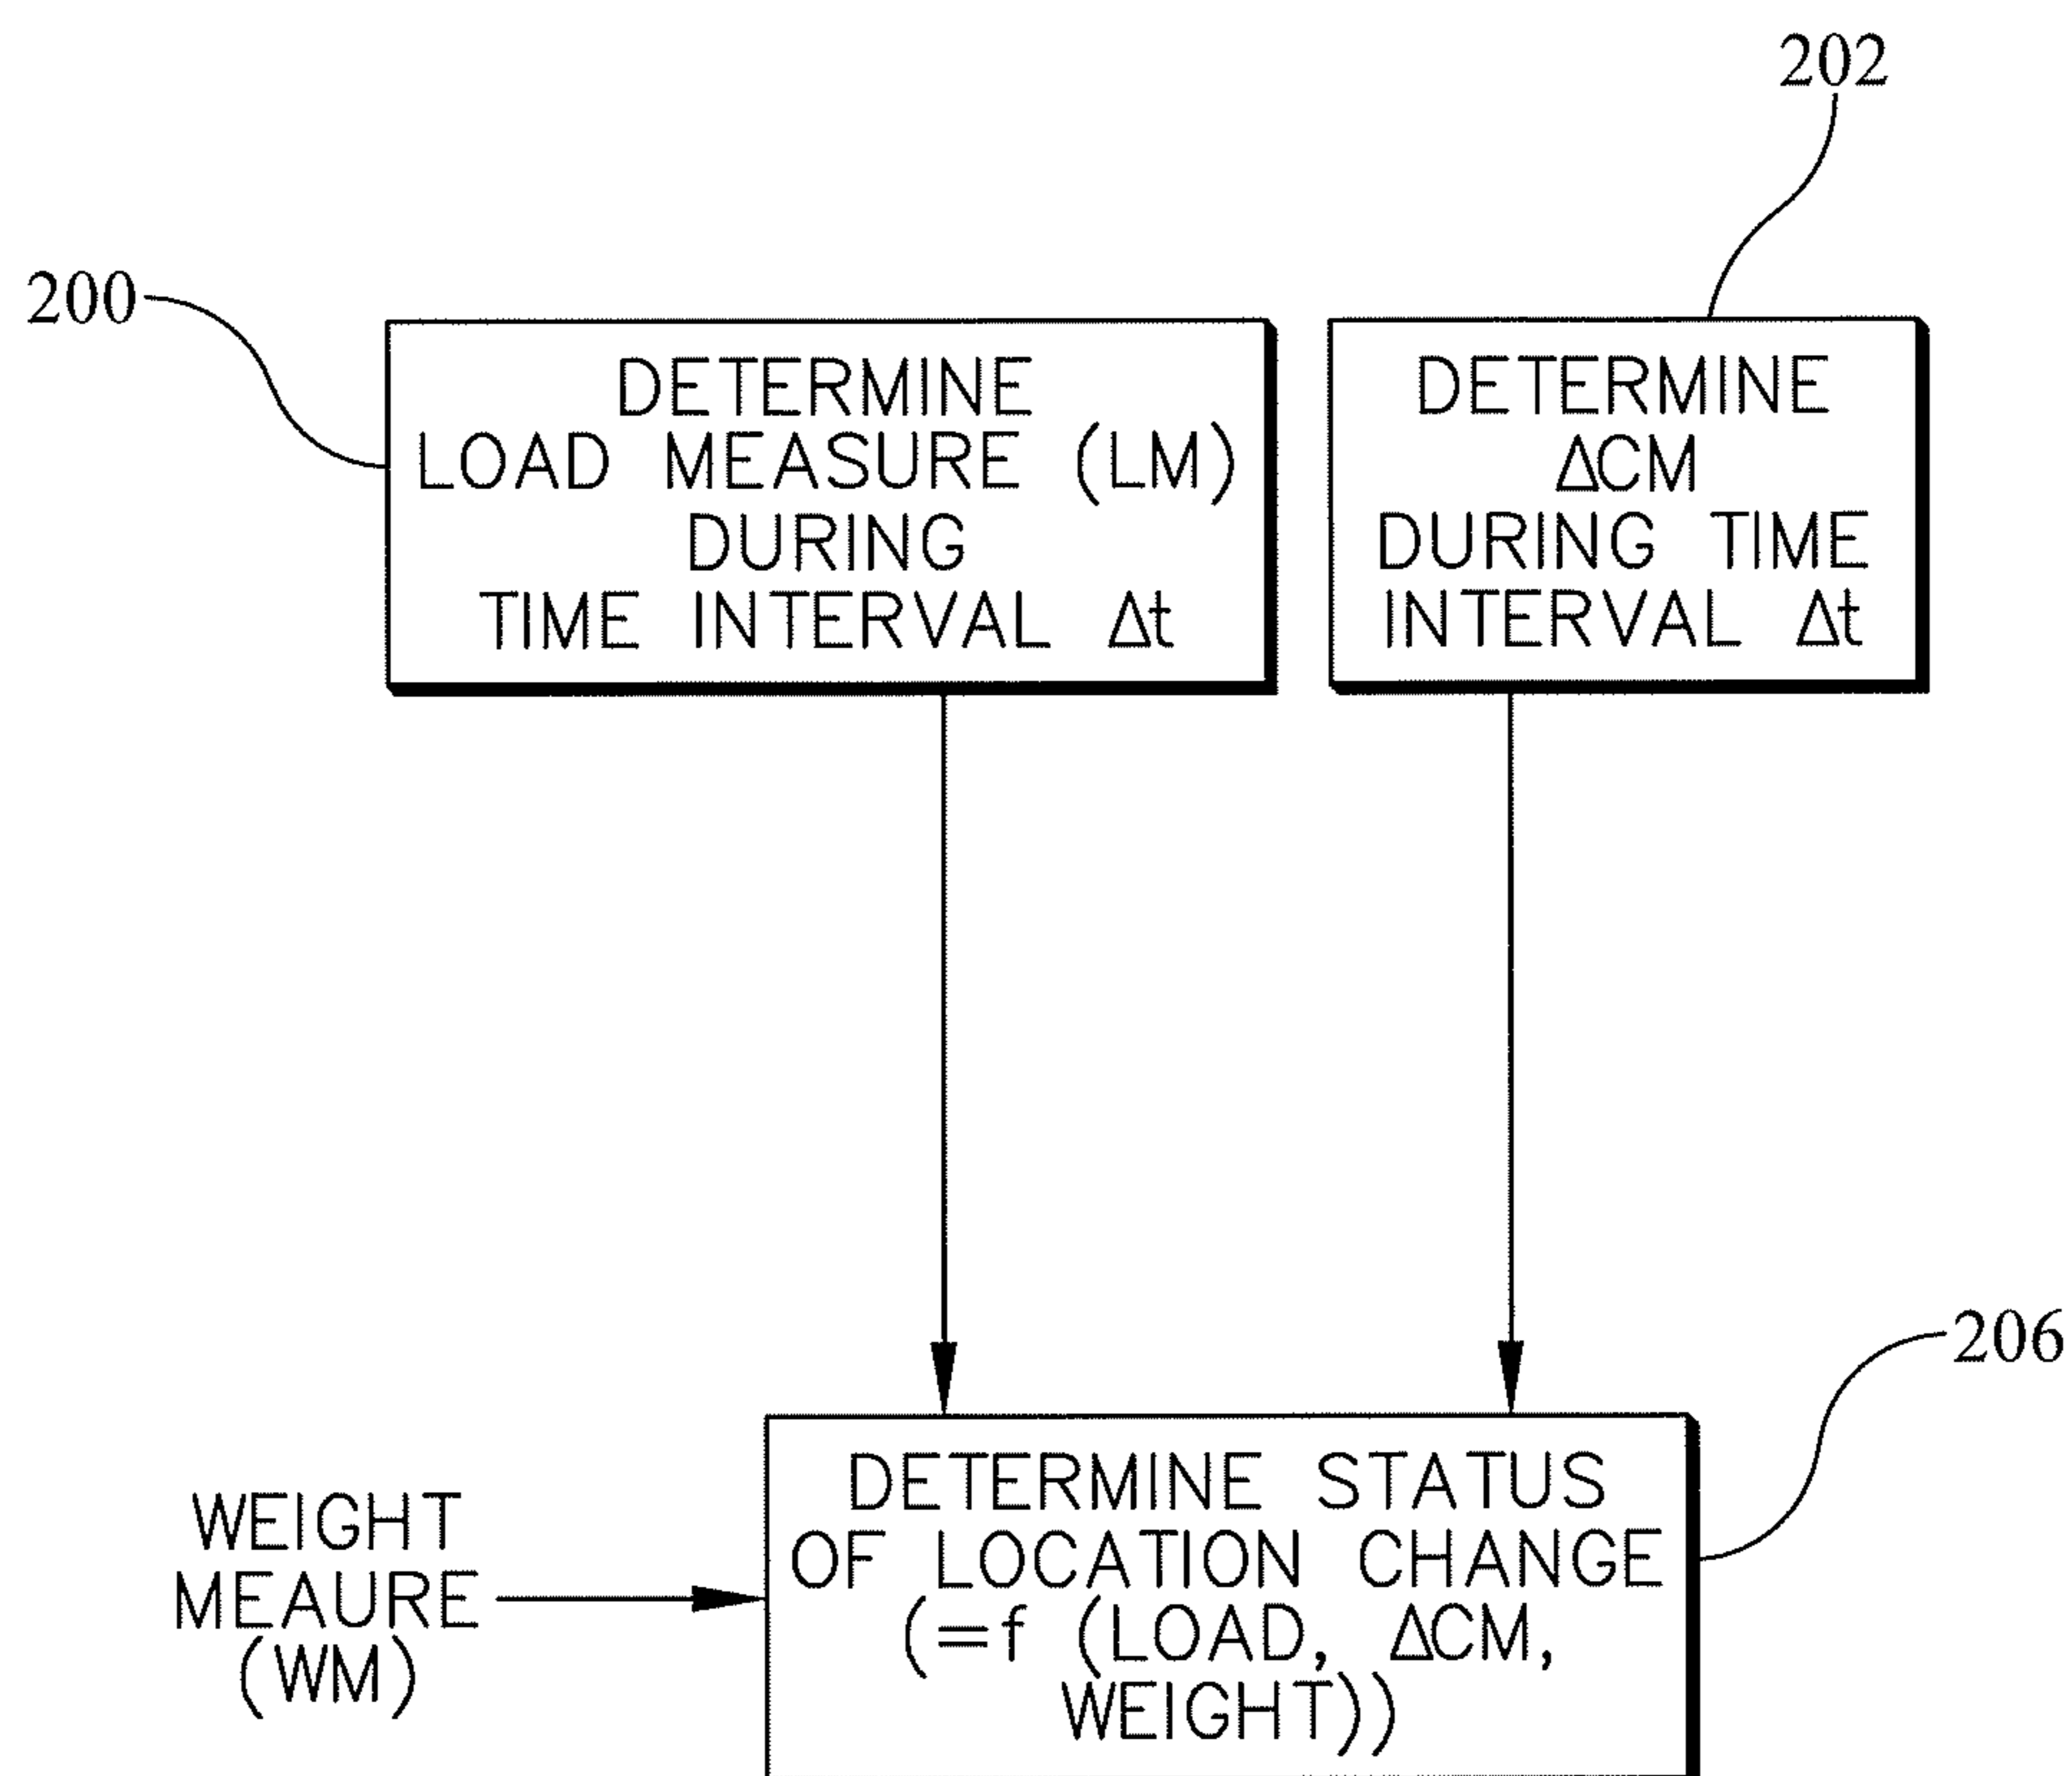 202
200
DETERMINE
LOAD MEASURE (LM)
DURING
TIME INTERVAL Δt
DETERMINE
ΔCM
DURING TIME
INTERVAL Δt
206
WEIGHT
MEAURE
(WM)
DETERMINE STATUS
OF LOCATION CHANGE
(=f (LOAD, ΔCM,
WEIGHT))